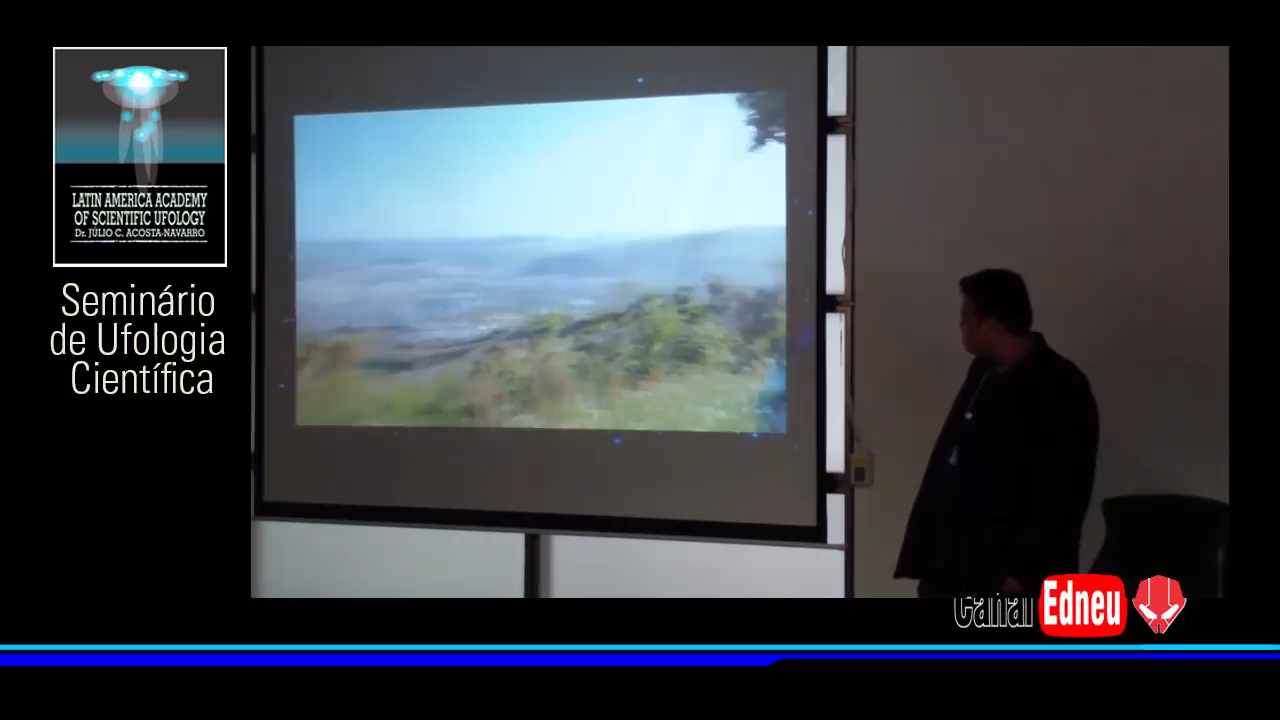 LATIN AMERICA ACADEMY
OF SCIENTIFIC UFOLOGY
Dr. JÚLIO C. ACOSTA-NAVARRO
Seminário
de Ufologia
Científica
Canal Edneu